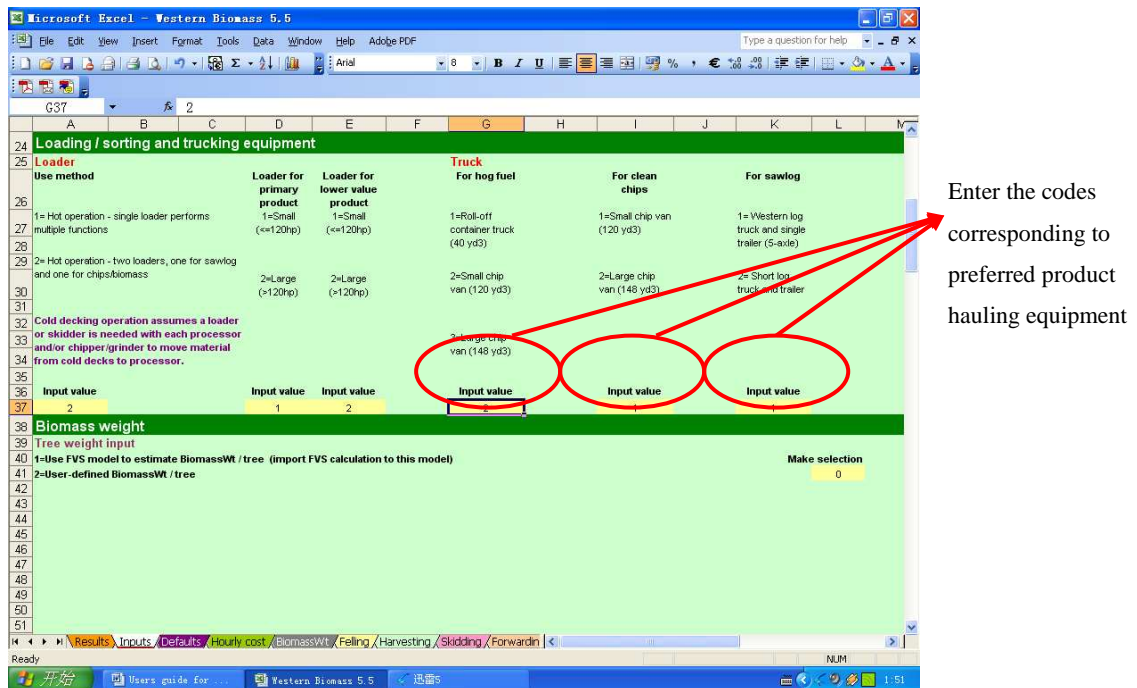 Microsoft Excel - Western Biomass 5.5
File Edit View Insert Format Tools Data Window Help Adobe PDF
Type a question for help
Arial
8
B I U
G37
fx 2
A B C D E F G H I J K L M
24 Loading / sorting and trucking equipment
25 Loader Truck
Use method Loader for Loader for For hog fuel For clean For sawlog
primary lower value chips
26 product product
1= Hot operation - single loader performs 1=Small 1=Small 1=Roll-off 1=Small chip van 1= Western log
27 multiple functions (<=120hp) (<=120hp) container truck (120 yd3) truck and single
28 (40 yd3) trailer (5-axle)
29 2= Hot operation - two loaders, one for sawlog
and one for chips/biomass 2=Large 2=Large 2=Small chip 2=Large chip 2= Short log
30 (>120hp) (>120hp) van (120 yd3) van (148 yd3) truck and trailer
31
32 Cold decking operation assumes a loader
33 or skidder is needed with each processor 3=Large chip
and/or chipper/grinder to move material van (148 yd3)
34 from cold decks to processor.
35
36 Input value Input value Input value Input value Input value Input value
37 2 1 2 2 1 1
38 Biomass weight
39 Tree weight input
40 1=Use FVS model to estimate BiomassWt / tree (import FVS calculation to this model) Make selection
41 2=User-defined BiomassWt / tree 0
42
43
44
45
46
47
48
49
50
51
Results Inputs Defaults Hourly cost BiomassWt Felling Harvesting Skidding Forwardin
Ready NUM
开始 Users guide for ... Western Biomass 5.5 迅雷5 1:51
Enter the codes
corresponding to
preferred product
hauling equipment